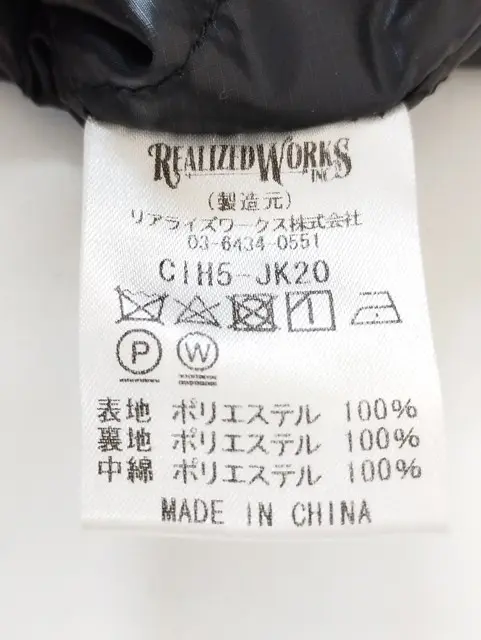 REALIZED WORKS
INC.
(製造元)
リアライズワークス株式会社
03-6434-0551
CIH5-JK20
P W
表地 ポリエステル 100%
裏地 ポリエステル 100%
中綿 ポリエステル 100%
MADE IN CHINA